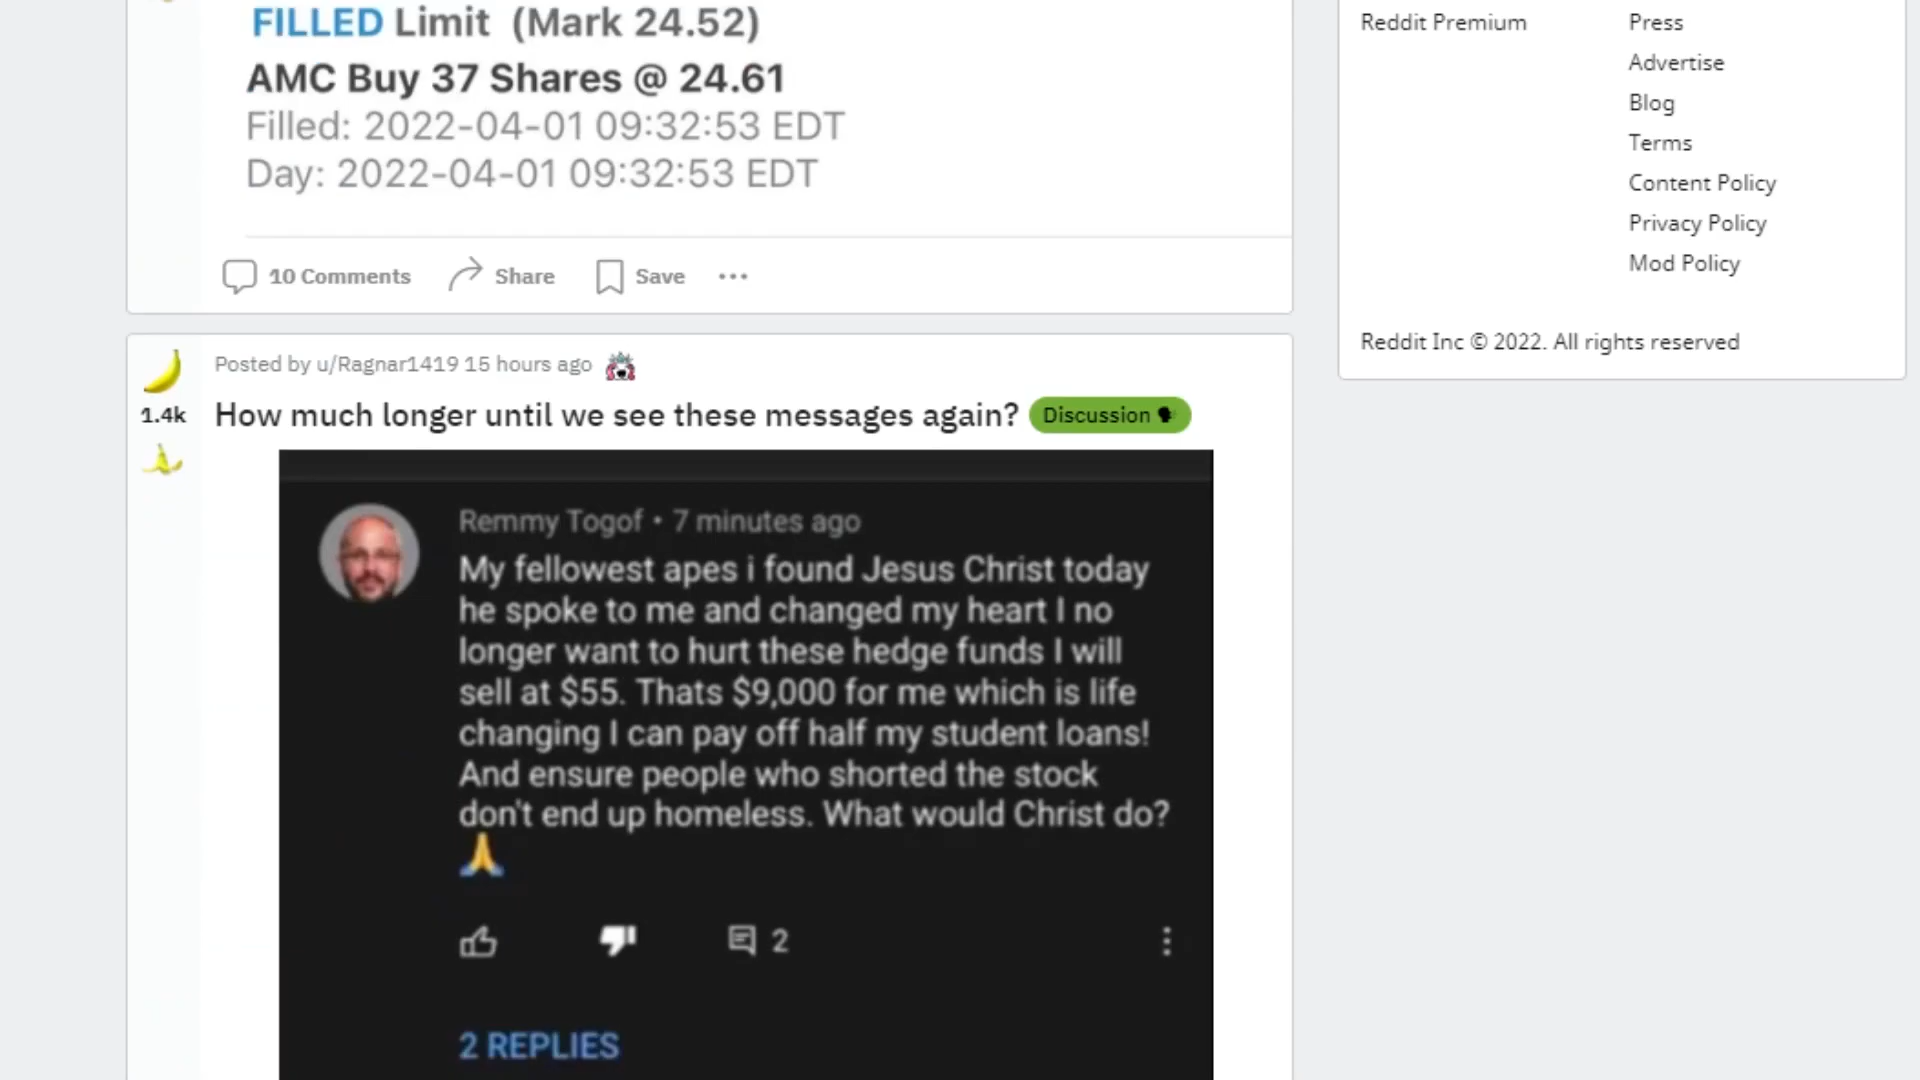 FILLED Limit (Mark 24.52)
AMC Buy 37 Shares @ 24.61
Filled: 2022-04-01 09:32:53 EDT
Day: 2022-04-01 09:32:53 EDT
10 Comments Share Save
Posted by u/Ragnar1419 15 hours ago
1.4k
How much longer until we see these messages again? Discussion
Remmy Togof • 7 minutes ago
My fellowest apes i found Jesus Christ today
he spoke to me and changed my heart I no
longer want to hurt these hedge funds I will
sell at $55. Thats $9,000 for me which is life
changing I can pay off half my student loans!
And ensure people who shorted the stock
don't end up homeless. What would Christ do?
🙏
2
2 REPLIES
Reddit Premium
Press
Advertise
Blog
Terms
Content Policy
Privacy Policy
Mod Policy
Reddit Inc © 2022. All rights reserved